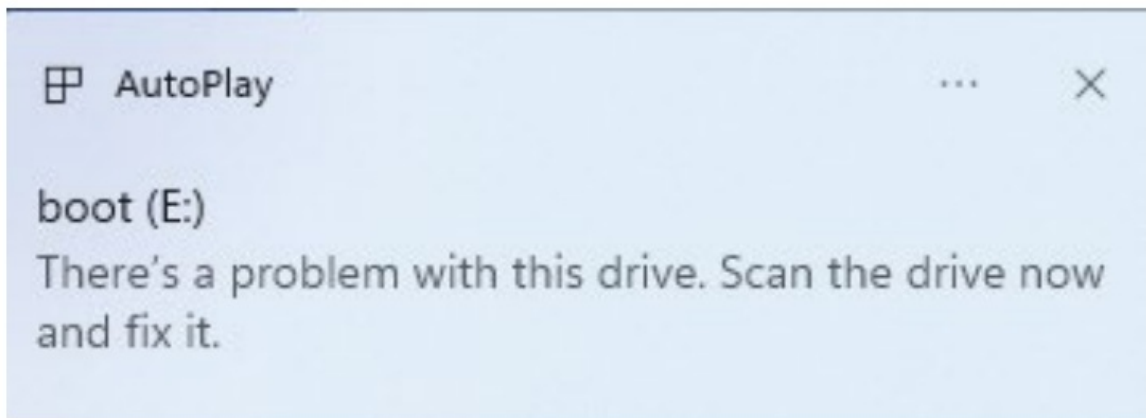 AutoPlay
boot (E:)
There's a problem with this drive. Scan the drive now
and fix it.